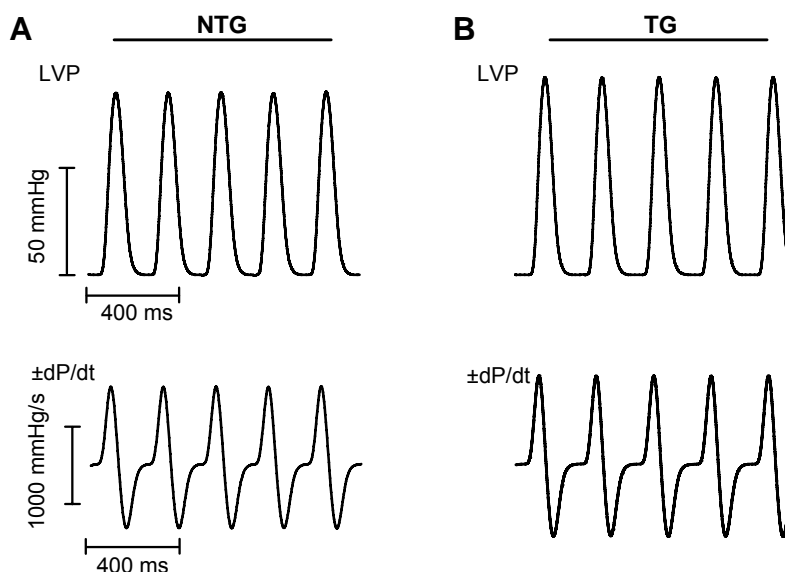 A
NTG
LVP
50 mmHg
400 ms
±dP/dt
1000 mmHg/s
400 ms
B
TG
LVP
±dP/dt